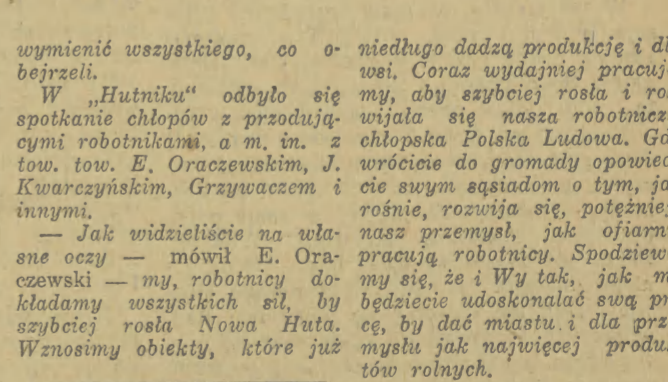 wymienić wszystkiego, co o-
bejrzeli.
W „Hutniku“ odbyło się
spotkanie chłopów z przodują-
cymi robotnikami, a m. in. z
tow. tow. E. Oraczewskim, J.
Kwarczyńskim, Grzywaczem i
innymi.
— Jak widzieliście na wła-
sne oczy — mówił E. Ora-
czewski — my, robotnicy do-
kładamy wszystkich sił, by
szybciej rosła Nowa Huta.
Wznosimy obiekty, które już
niedługo dadzą produkcję i dl
wsi. Coraz wydajniej pracuj
my, aby szybciej rosła i ro
wijała się nasza robotnicz
chłopska Polska Ludowa. Gd
wrócicie do gromady opowiec
cie swym sąsiadom o tym, ja
rośnie, rozwija się, potężnie
nasz przemysł, jak ofiarn
pracują robotnicy. Spodziew
my się, że i Wy tak, jak m
będziecie udoskonalać swą p
cę, by dać miastu i dla prz
mysłu jak najwięcej produ
tów rolnych.